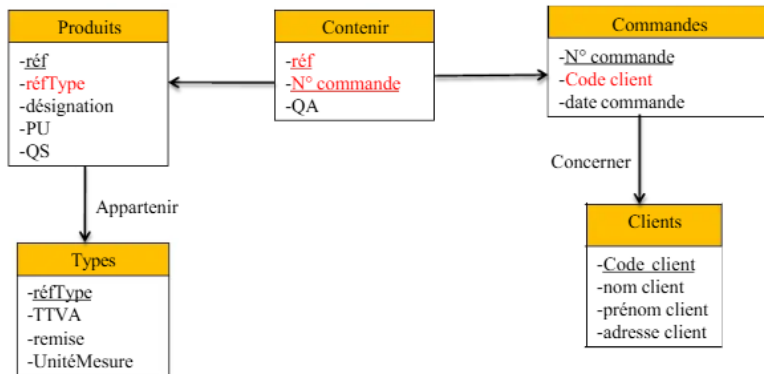 Produits
-réf
-réfType
-désignation
-PU
-QS
Contenir
-réf
-N° commande
-QA
Commandes
-N° commande
-Code client
-date commande
Appartenir
Concerner
Types
-réfType
-TTVA
-remise
-UnitéMesure
Clients
-Code client
-nom client
-prénom client
-adresse client